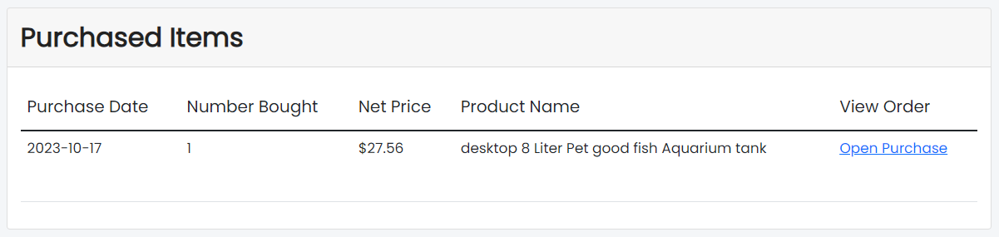 Purchased Items
Purchase Date Number Bought Net Price Product Name View Order
2023-10-17 1 $27.56 desktop 8 Liter Pet good fish Aquarium tank Open Purchase